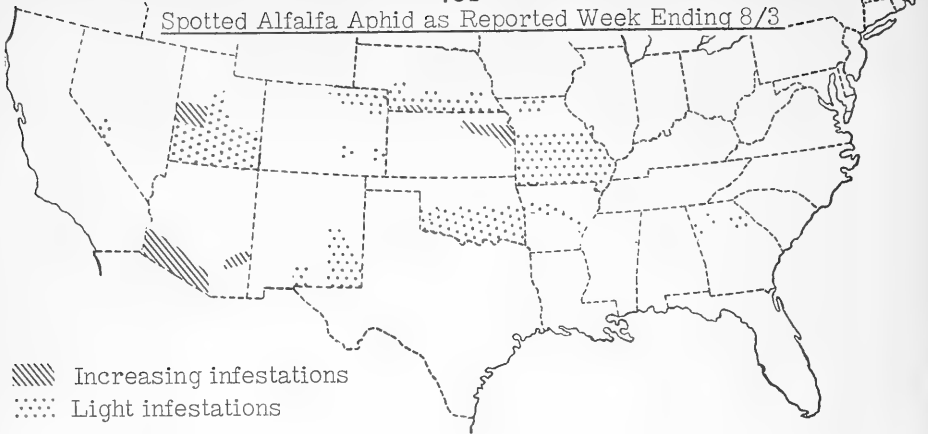 Spotted Alfalfa Aphid as Reported Week Ending 8/3
Increasing infestations
Light infestations